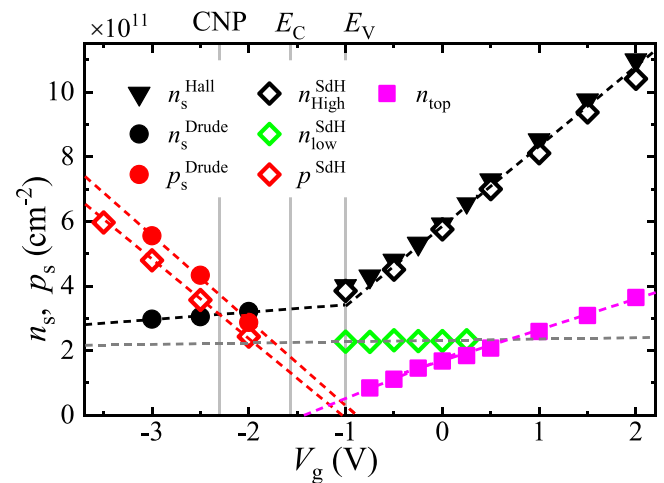 ×10¹¹ CNP E_C E_V
n_s^Hall n_High^SdH n_top
n_s^Drude n_low^SdH
p_s^Drude p^SdH
10
8
6
4
2
0
n_s, p_s (cm⁻²)
-3 -2 -1 0 1 2
V_g (V)